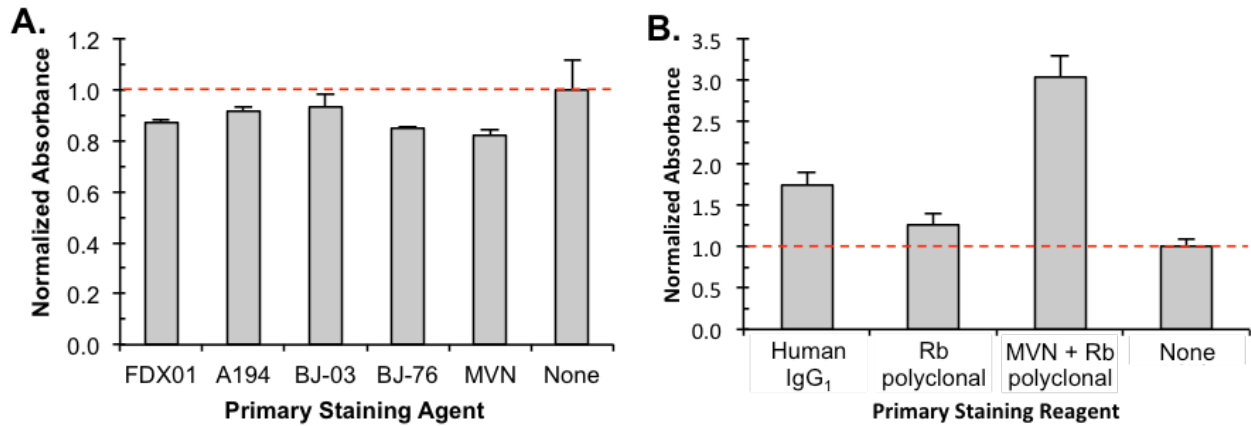 A.
Normalized Absorbance
1.2
1.0
0.8
0.6
0.4
0.2
0.0
FDX01 A194 BJ-03 BJ-76 MVN None
Primary Staining Agent
B.
Normalized Absorbance
3.5
3.0
2.5
2.0
1.5
1.0
0.5
0.0
Human Rb MVN + Rb None
IgG₁ polyclonal polyclonal
Primary Staining Reagent